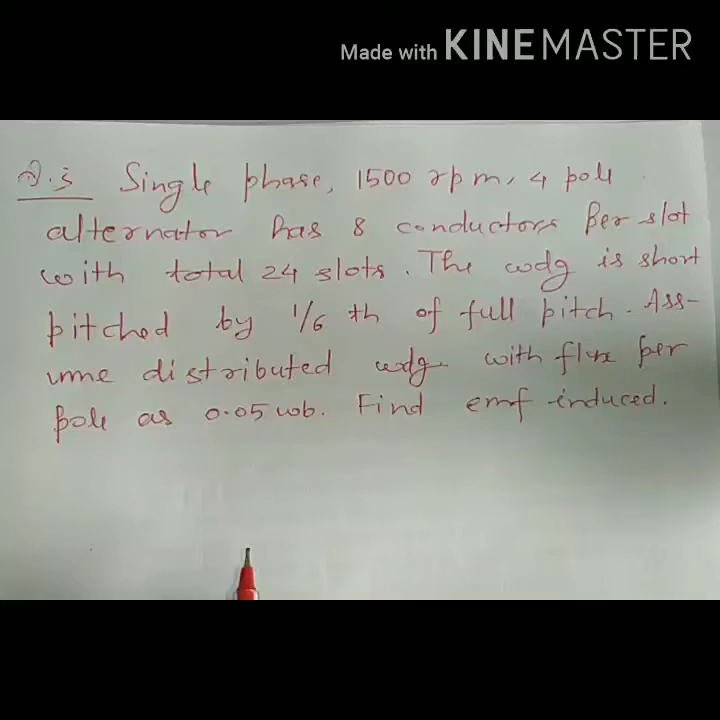 Made with KINEMASTER
Q.3 Single phase, 1500 rpm, 4 pole
alternator has 8 conductors per slot
with total 24 slots. The wdg is short
pitched by 1/6 th of full pitch. Ass-
ume distributed wdg with flux per
pole as 0.05 wb. Find emf induced.